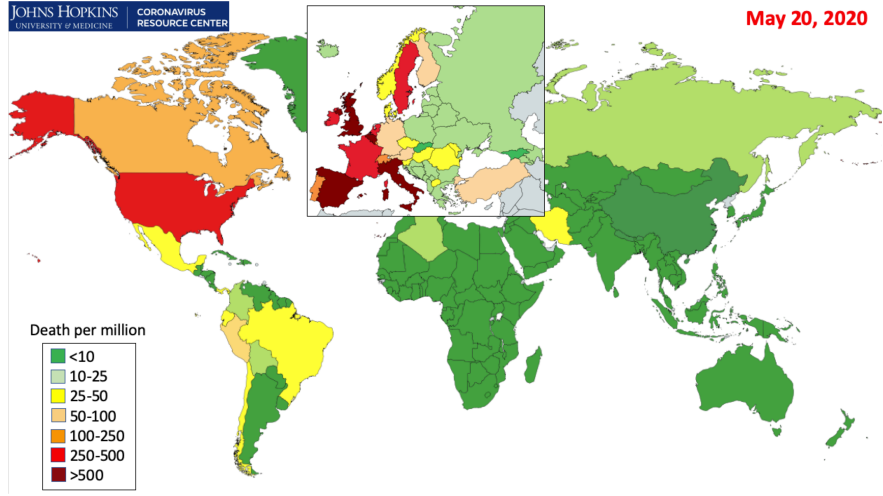 JOHNS HOPKINS
UNIVERSITY & MEDICINE
CORONAVIRUS
RESOURCE CENTER
May 20, 2020
Death per million
<10
10-25
25-50
50-100
100-250
250-500
>500